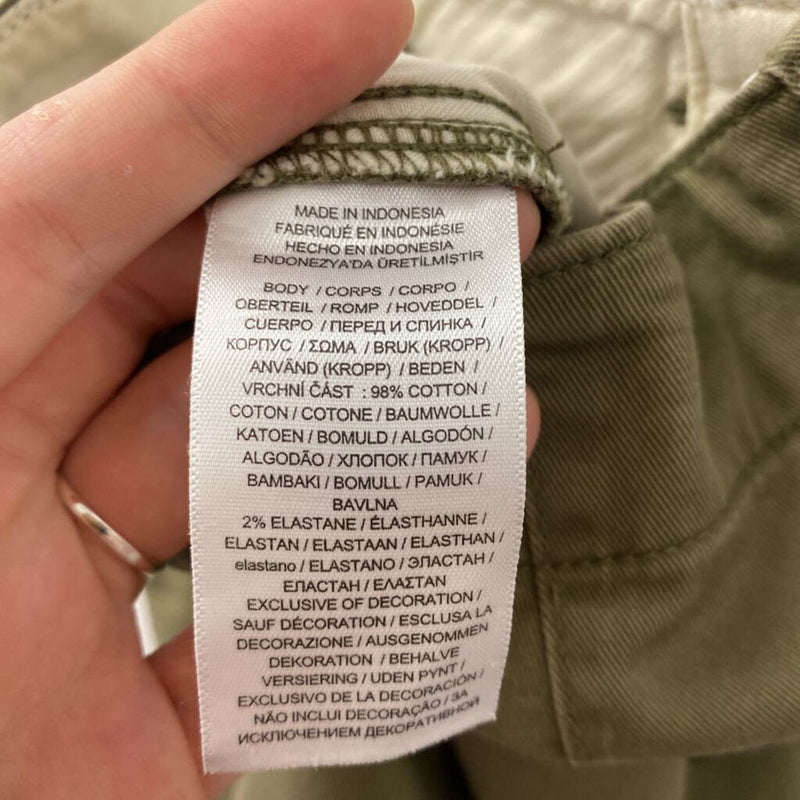 MADE IN INDONESIA
FABRIQUÉ EN INDONÉSIE
HECHO EN INDONESIA
ENDONEZYA'DA ÜRETİLMİŞTİR
BODY / CORPS / CORPO /
OBERTEIL / ROMP / HOVEDDEL /
CUERPO / ПЕРЕД И СПИНКА /
КОРПУС / ΣΩΜΑ / BRUK (KROPP) /
ANVÄND (KROPP) / BEDEN /
VRCHNÍ ČÁST : 98% COTTON /
COTON / COTONE / BAUMWOLLE /
KATOEN / BOMULD / ALGODÓN /
ALGODÃO / ХЛОПОК / ПАМУК /
BAMBAKI / BOMULL / PAMUK /
BAVLNA
2% ELASTANE / ÉLASTHANNE /
ELASTAN / ELASTAAN / ELASTHAN /
elastano / ELASTANO / ЭЛАСТАН /
ЕЛАСТАН / ΕΛΑΣΤΑΝ
EXCLUSIVE OF DECORATION /
SAUF DÉCORATION / ESCLUSA LA
DECORAZIONE / AUSGENOMMEN
DEKORATION / BEHALVE
VERSIERING / UDEN PYNT /
EXCLUSIVO DE LA DECORACIÓN /
NÃO INCLUI DECORAÇÃO / ЗА
ИСКЛЮЧЕНИЕМ ДЕКОРАТИВНОЙ